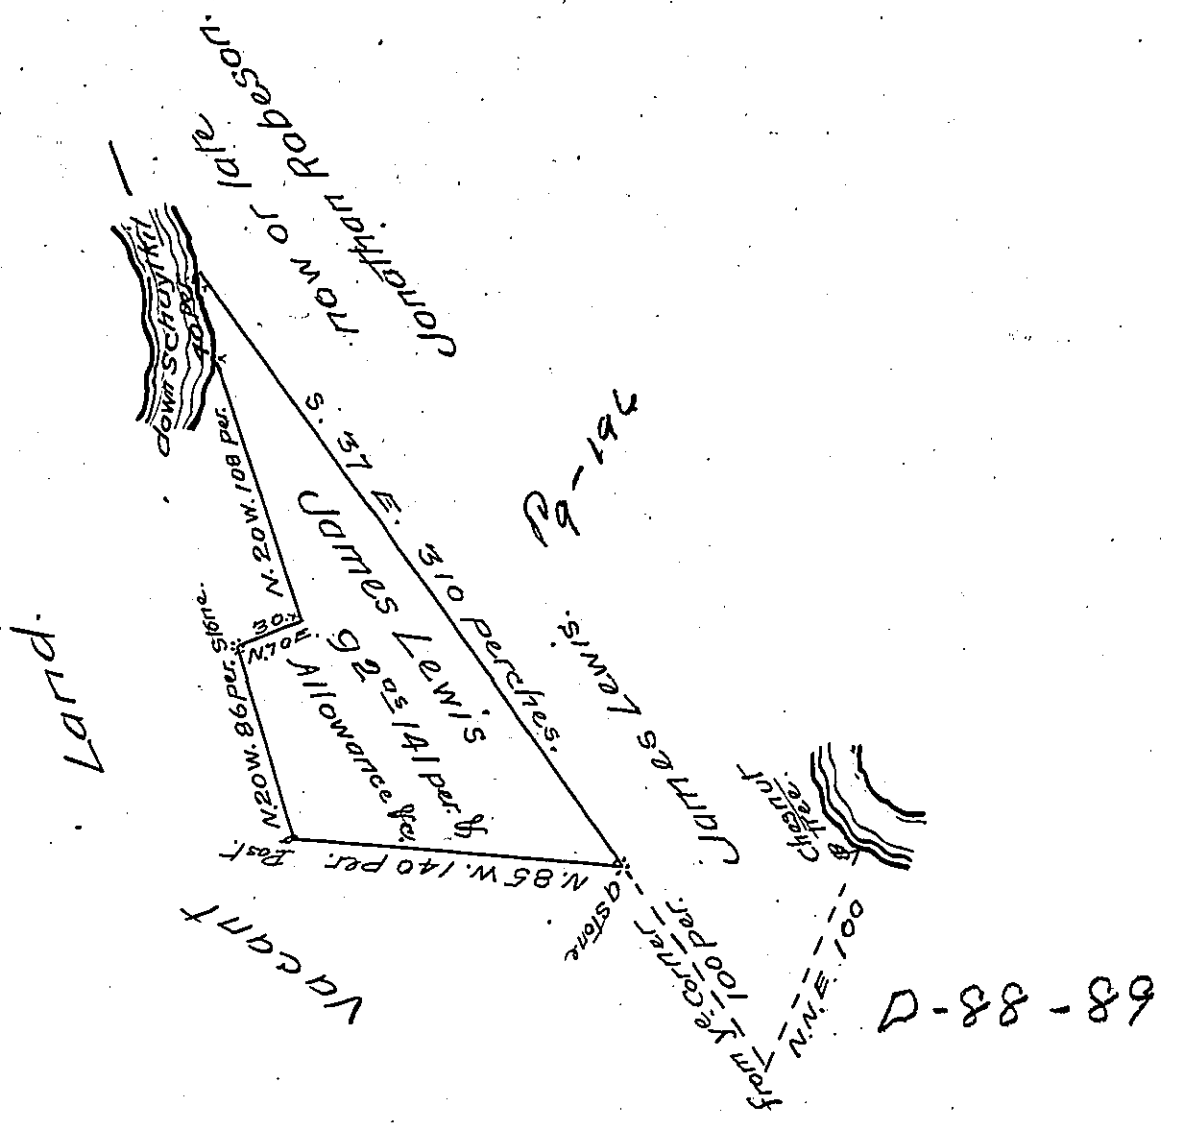 now or late
Jonathan Robeson.
down Schuylkil
40 per.
S. 37 E. 310 perches.
N. 20 W. 108 per.
30
N. 70 E.
Stone.
N. 20 W. 86 per.
Post.
N. 85 W. 140 per.
a stone
James Lewis
92as 141 per. &
Allowance &c.
Land.
Vacant
Pa-196
James Lewis.
Chesnut
Tree.
from ye. corner
100 per.
N.N.E. 100
D-88-89